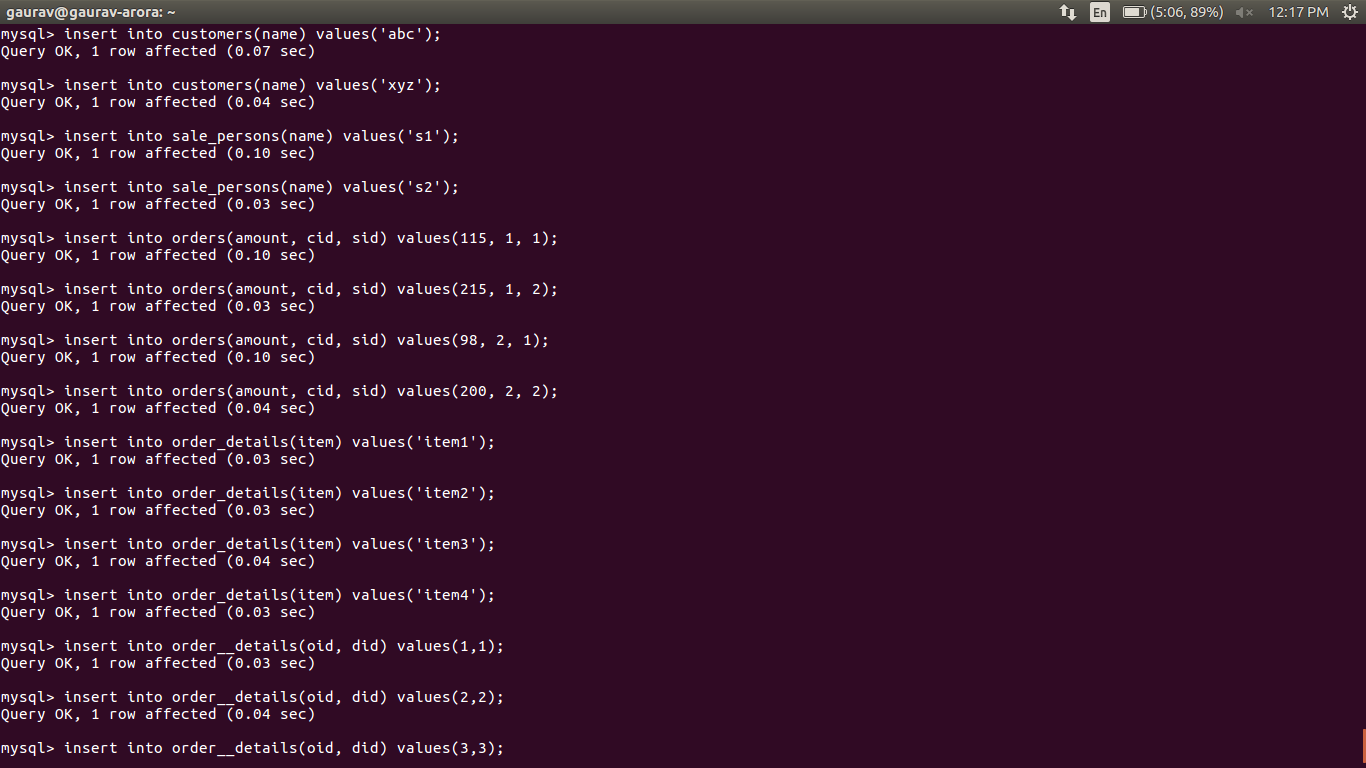 gaurav@gaurav-arora: ~ En (5:06, 89%) 12:17 PM
mysql> insert into customers(name) values('abc');
Query OK, 1 row affected (0.07 sec)
mysql> insert into customers(name) values('xyz');
Query OK, 1 row affected (0.04 sec)
mysql> insert into sale_persons(name) values('s1');
Query OK, 1 row affected (0.10 sec)
mysql> insert into sale_persons(name) values('s2');
Query OK, 1 row affected (0.03 sec)
mysql> insert into orders(amount, cid, sid) values(115, 1, 1);
Query OK, 1 row affected (0.10 sec)
mysql> insert into orders(amount, cid, sid) values(215, 1, 2);
Query OK, 1 row affected (0.03 sec)
mysql> insert into orders(amount, cid, sid) values(98, 2, 1);
Query OK, 1 row affected (0.10 sec)
mysql> insert into orders(amount, cid, sid) values(200, 2, 2);
Query OK, 1 row affected (0.04 sec)
mysql> insert into order_details(item) values('item1');
Query OK, 1 row affected (0.03 sec)
mysql> insert into order_details(item) values('item2');
Query OK, 1 row affected (0.03 sec)
mysql> insert into order_details(item) values('item3');
Query OK, 1 row affected (0.04 sec)
mysql> insert into order_details(item) values('item4');
Query OK, 1 row affected (0.03 sec)
mysql> insert into order__details(oid, did) values(1,1);
Query OK, 1 row affected (0.03 sec)
mysql> insert into order__details(oid, did) values(2,2);
Query OK, 1 row affected (0.04 sec)
mysql> insert into order__details(oid, did) values(3,3);